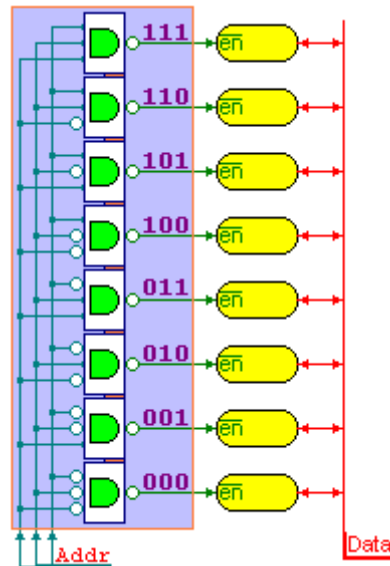 111 en
110 en
101 en
100 en
011 en
010 en
001 en
000 en
Addr
Data